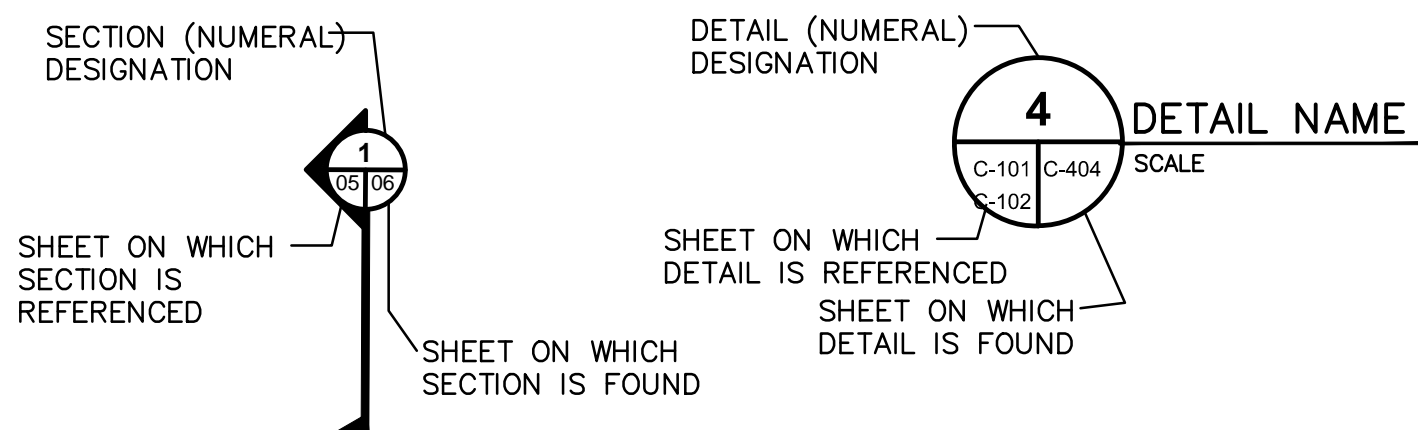 SECTION (NUMERAL)
DESIGNATION
1
05 06
SHEET ON WHICH
SECTION IS
REFERENCED
SHEET ON WHICH
SECTION IS FOUND
DETAIL (NUMERAL)
DESIGNATION
4
C-101 C-404
C-102
DETAIL NAME
SCALE
SHEET ON WHICH
DETAIL IS REFERENCED
SHEET ON WHICH
DETAIL IS FOUND